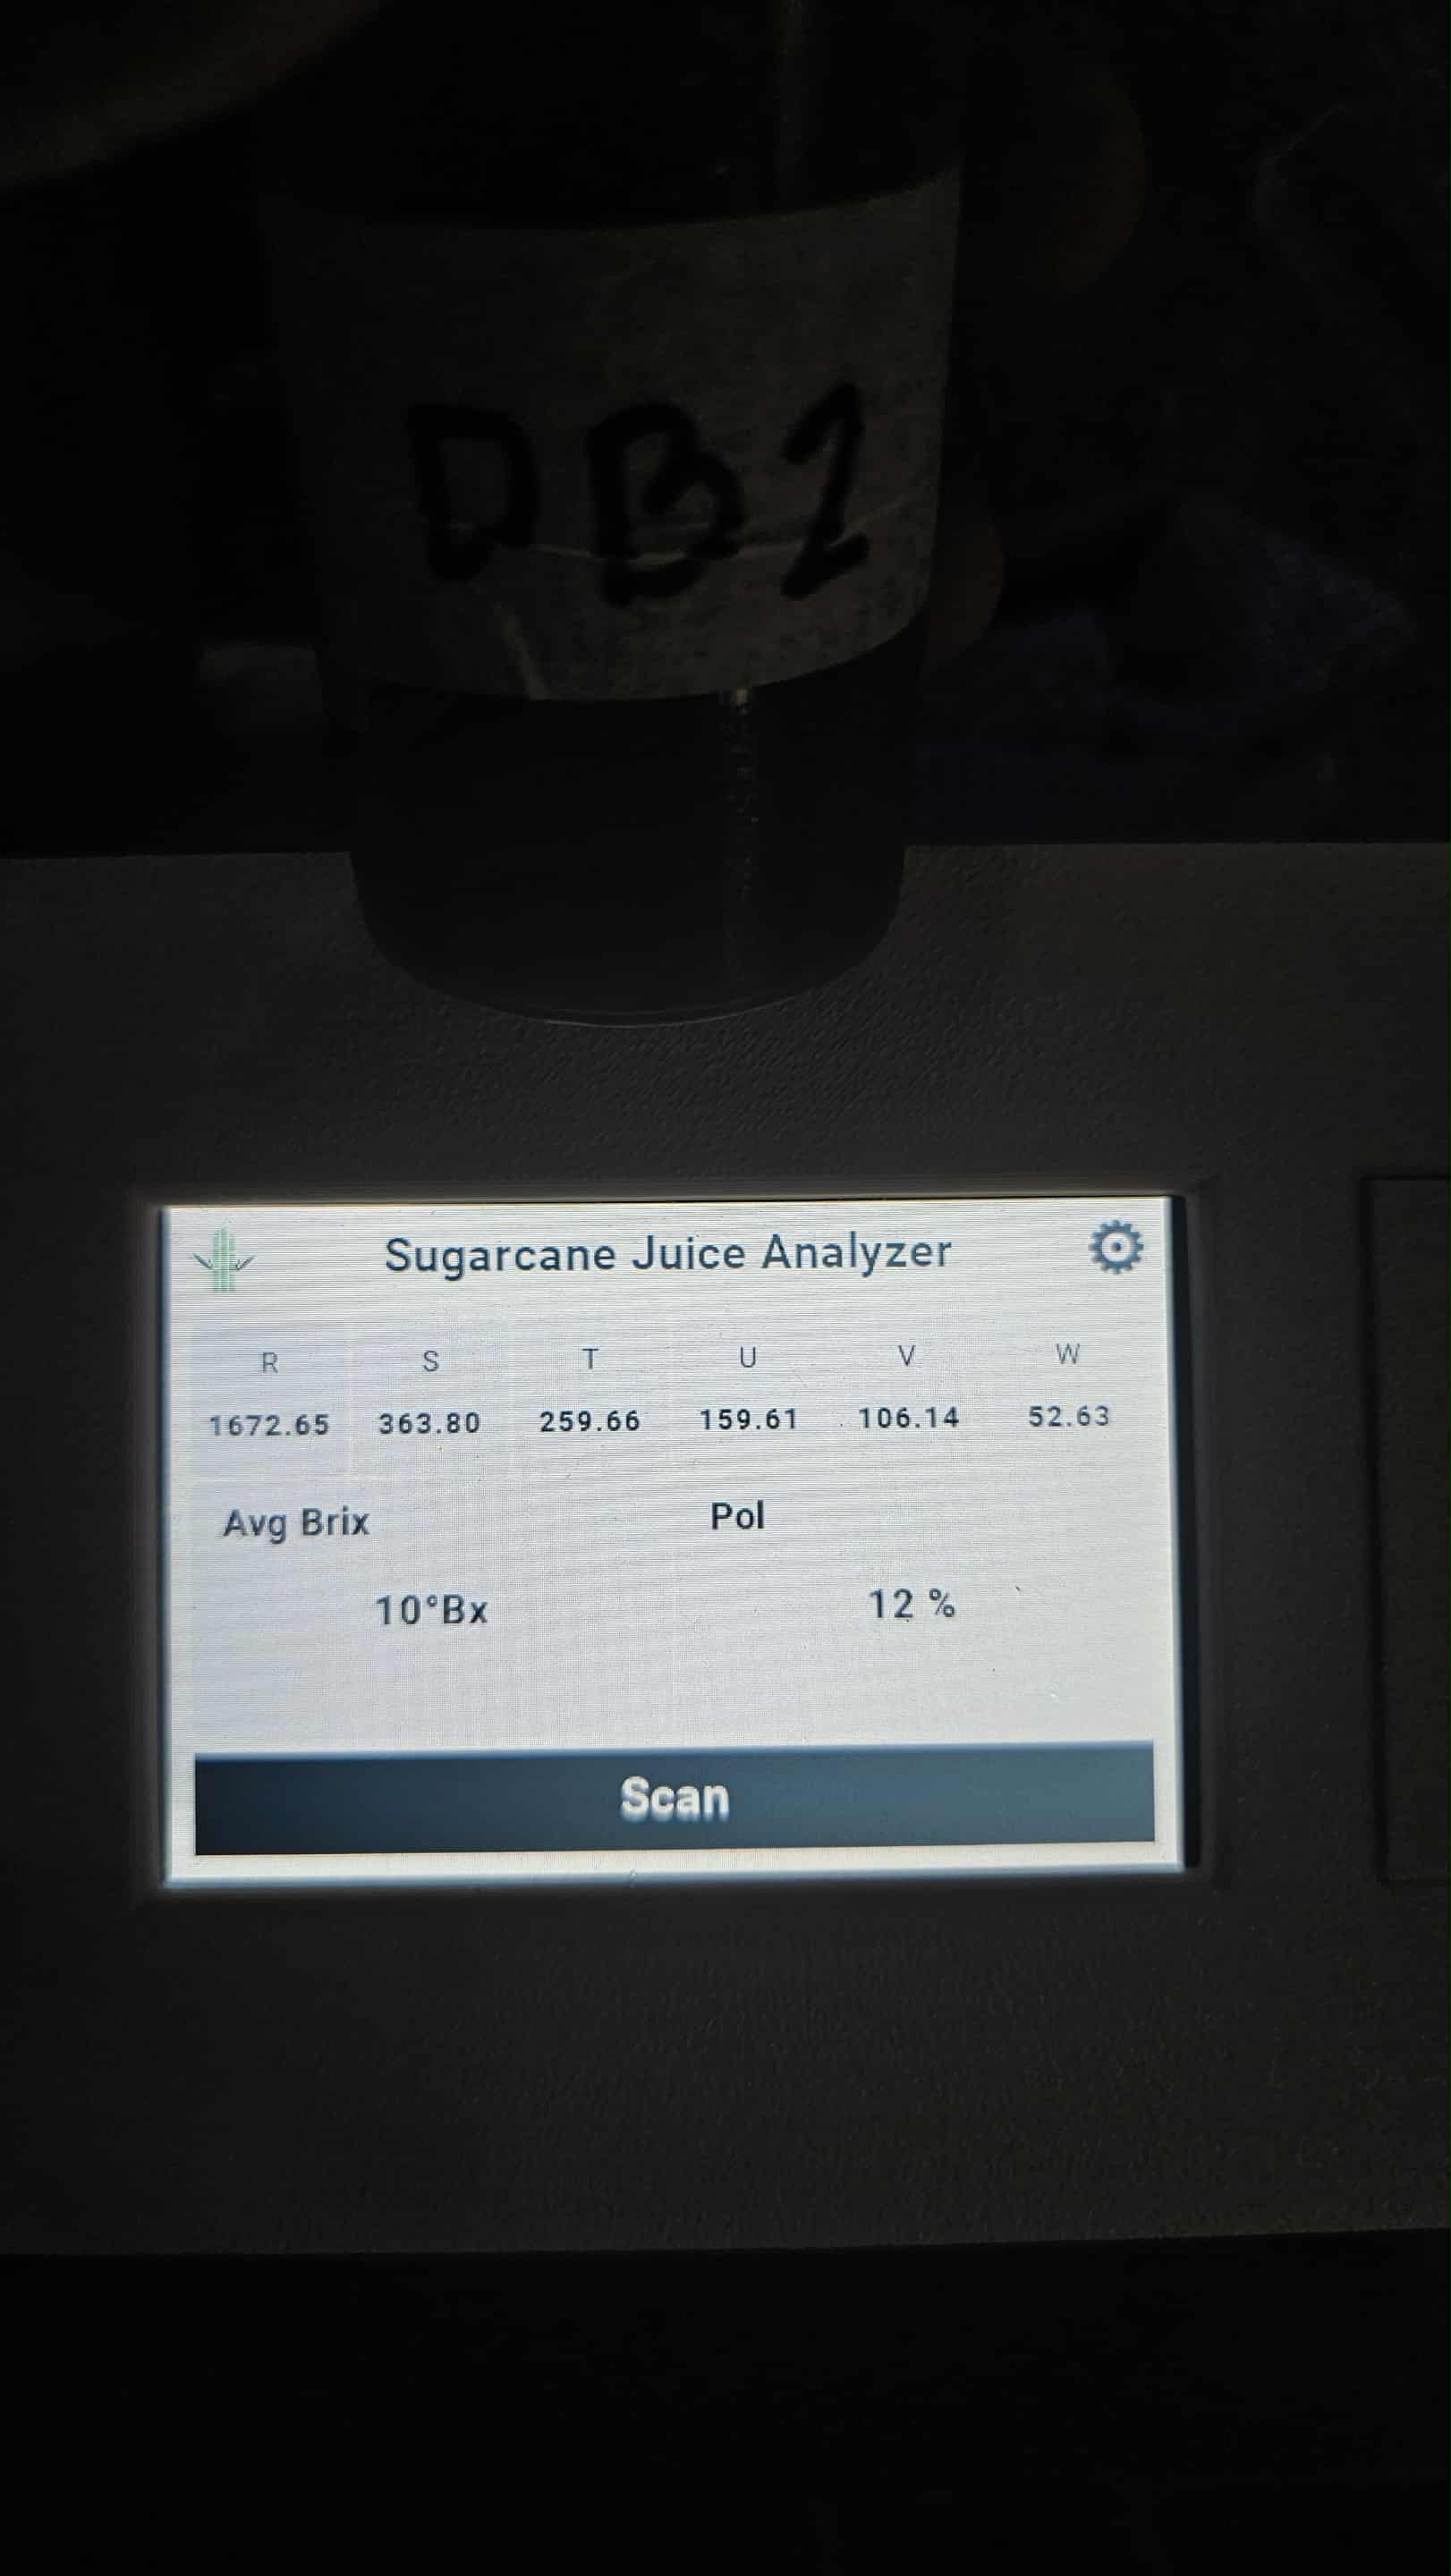 DB1
Sugarcane Juice Analyzer
R S T U V W
1672.65 363.80 259.66 159.61 106.14 52.63
Avg Brix Pol
10°Bx 12 %
Scan